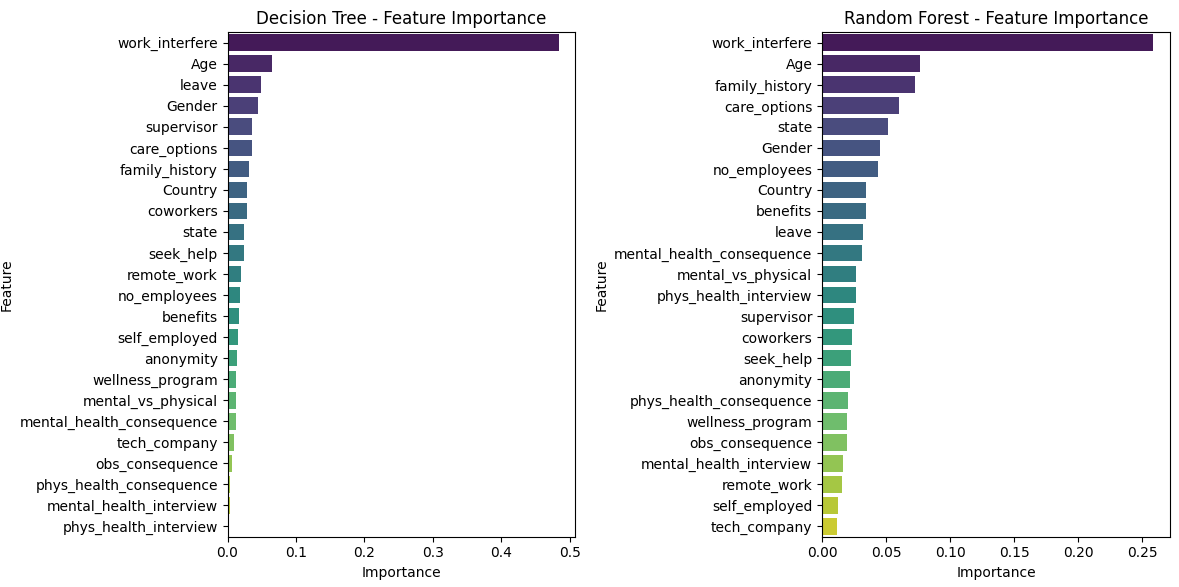 Decision Tree - Feature Importance
Feature
work_interfere
Age
leave
Gender
supervisor
care_options
family_history
Country
coworkers
state
seek_help
remote_work
no_employees
benefits
self_employed
anonymity
wellness_program
mental_vs_physical
mental_health_consequence
tech_company
obs_consequence
phys_health_consequence
mental_health_interview
phys_health_interview
0.0 0.1 0.2 0.3 0.4 0.5
Importance
Random Forest - Feature Importance
Feature
work_interfere
Age
family_history
care_options
state
Gender
no_employees
Country
benefits
leave
mental_health_consequence
mental_vs_physical
phys_health_interview
supervisor
coworkers
seek_help
anonymity
phys_health_consequence
wellness_program
obs_consequence
mental_health_interview
remote_work
self_employed
tech_company
0.00 0.05 0.10 0.15 0.20 0.25
Importance